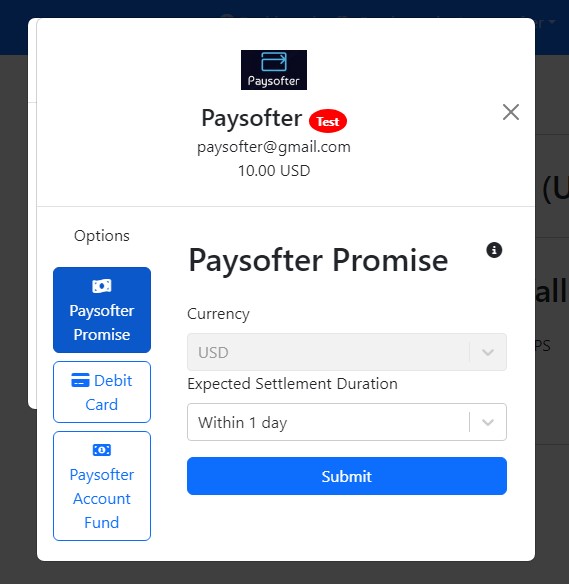 Paysofter
Paysofter Test
paysofter@gmail.com
10.00 USD
Options
Paysofter
Promise
Debit
Card
Paysofter
Account
Fund
Paysofter Promise
Currency
USD
Expected Settlement Duration
Within 1 day
Submit
(U
all
PS